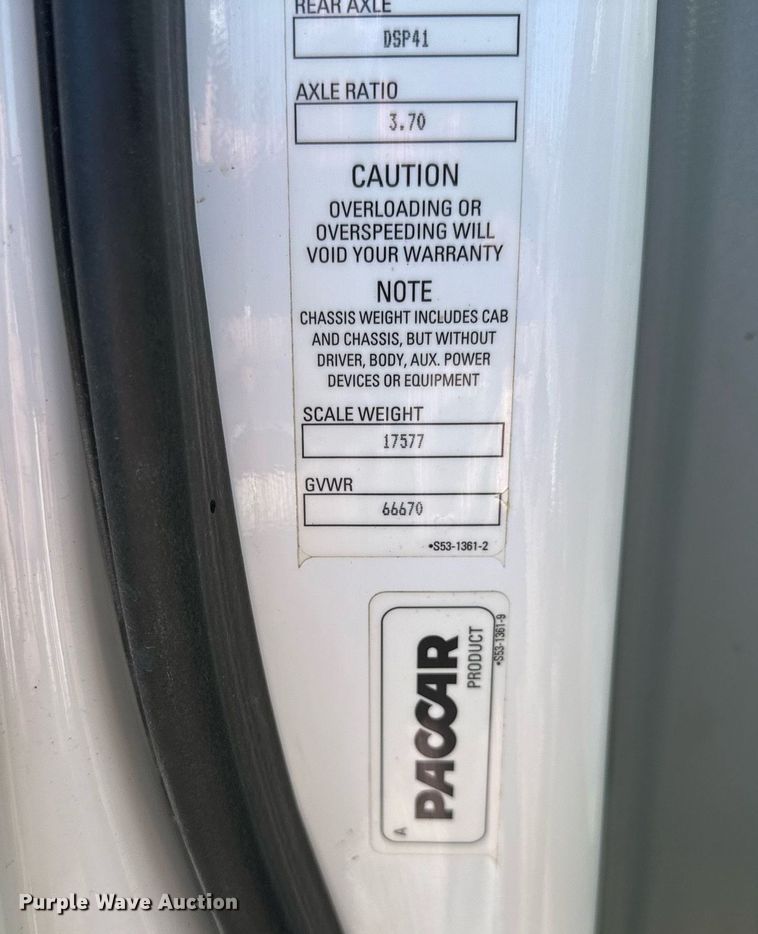 REAR AXLE
DSP41
AXLE RATIO
3.70
CAUTION
OVERLOADING OR
OVERSPEEDING WILL
VOID YOUR WARRANTY
NOTE
CHASSIS WEIGHT INCLUDES CAB
AND CHASSIS, BUT WITHOUT
DRIVER, BODY, AUX. POWER
DEVICES OR EQUIPMENT
SCALE WEIGHT
17577
GVWR
66670
•S53-1361-2
A PACCAR
PRODUCT
•S53-1361-9
Purple Wave Auction